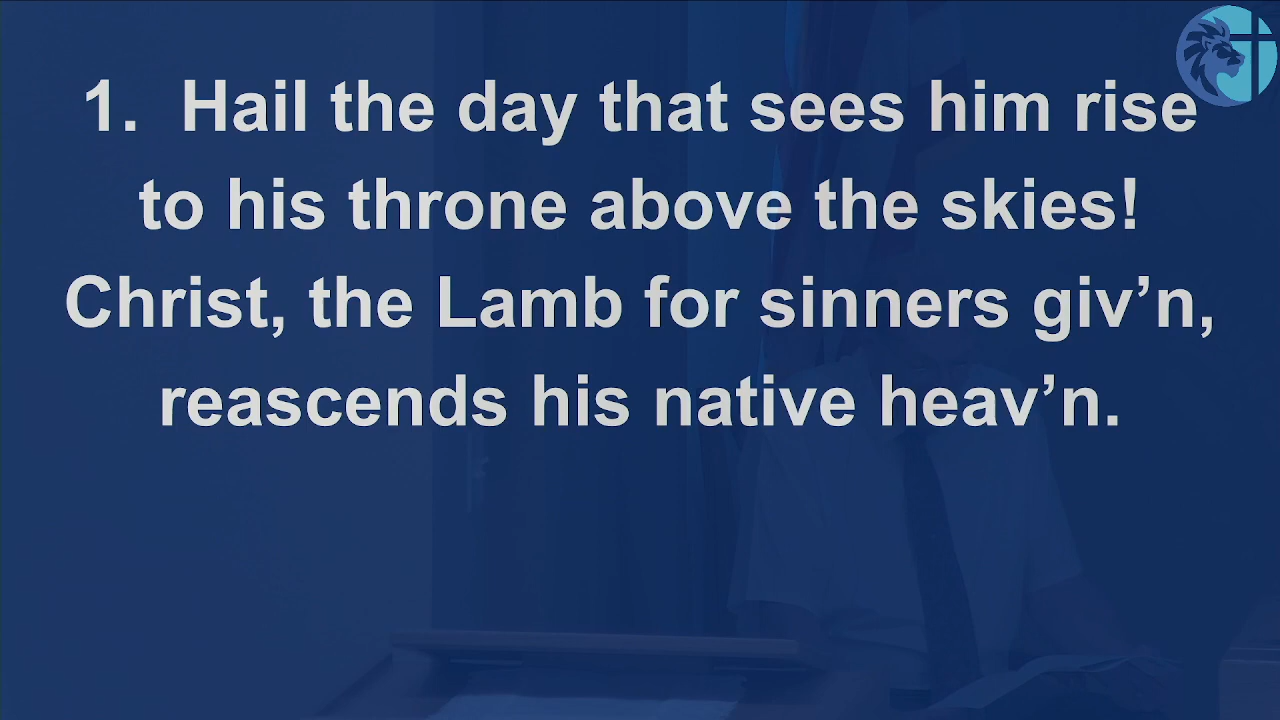 1. Hail the day that sees him rise
to his throne above the skies!
Christ, the Lamb for sinners giv’n,
reascends his native heav’n.